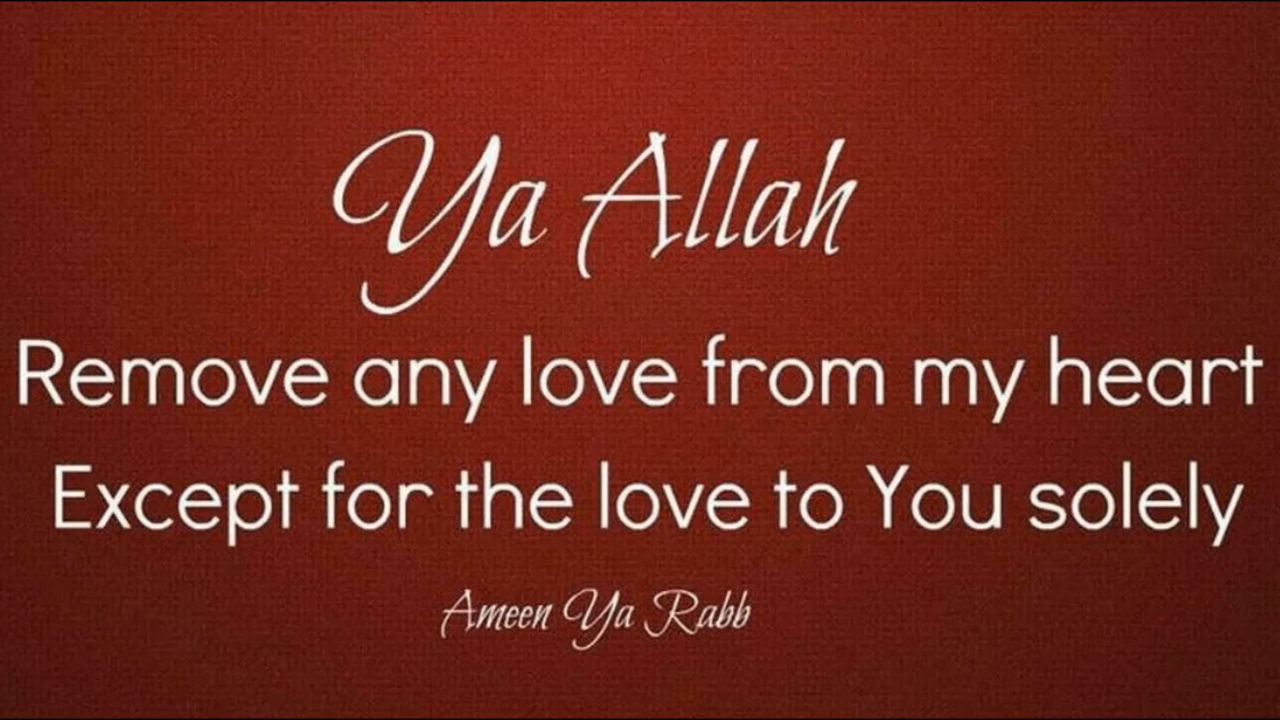 Ya Allah
Remove any love from my heart
Except for the love to You solely
Ameen Ya Rabb